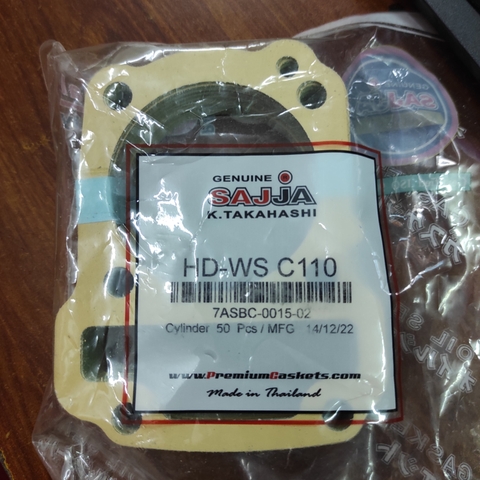 GENUINE
SAJJA
K.TAKAHASHI
HD-WS C110
7ASBC-0015-02
Cylinder 50 Pcs / MFG 14/12/22
www.PremiumGaskets.com
Made in Thailand
SAJJ